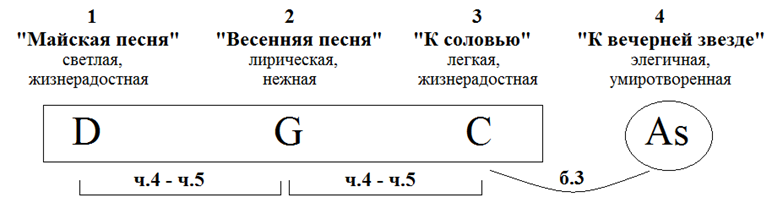 1 2 3 4
"Майская песня" "Весенняя песня" "К соловью" "К вечерней звезде"
светлая, лирическая, легкая, элегичная,
жизнерадостная нежная, жизнерадостная умиротворенная
D G C As
ч.4 - ч.5 ч.4 - ч.5 б.3